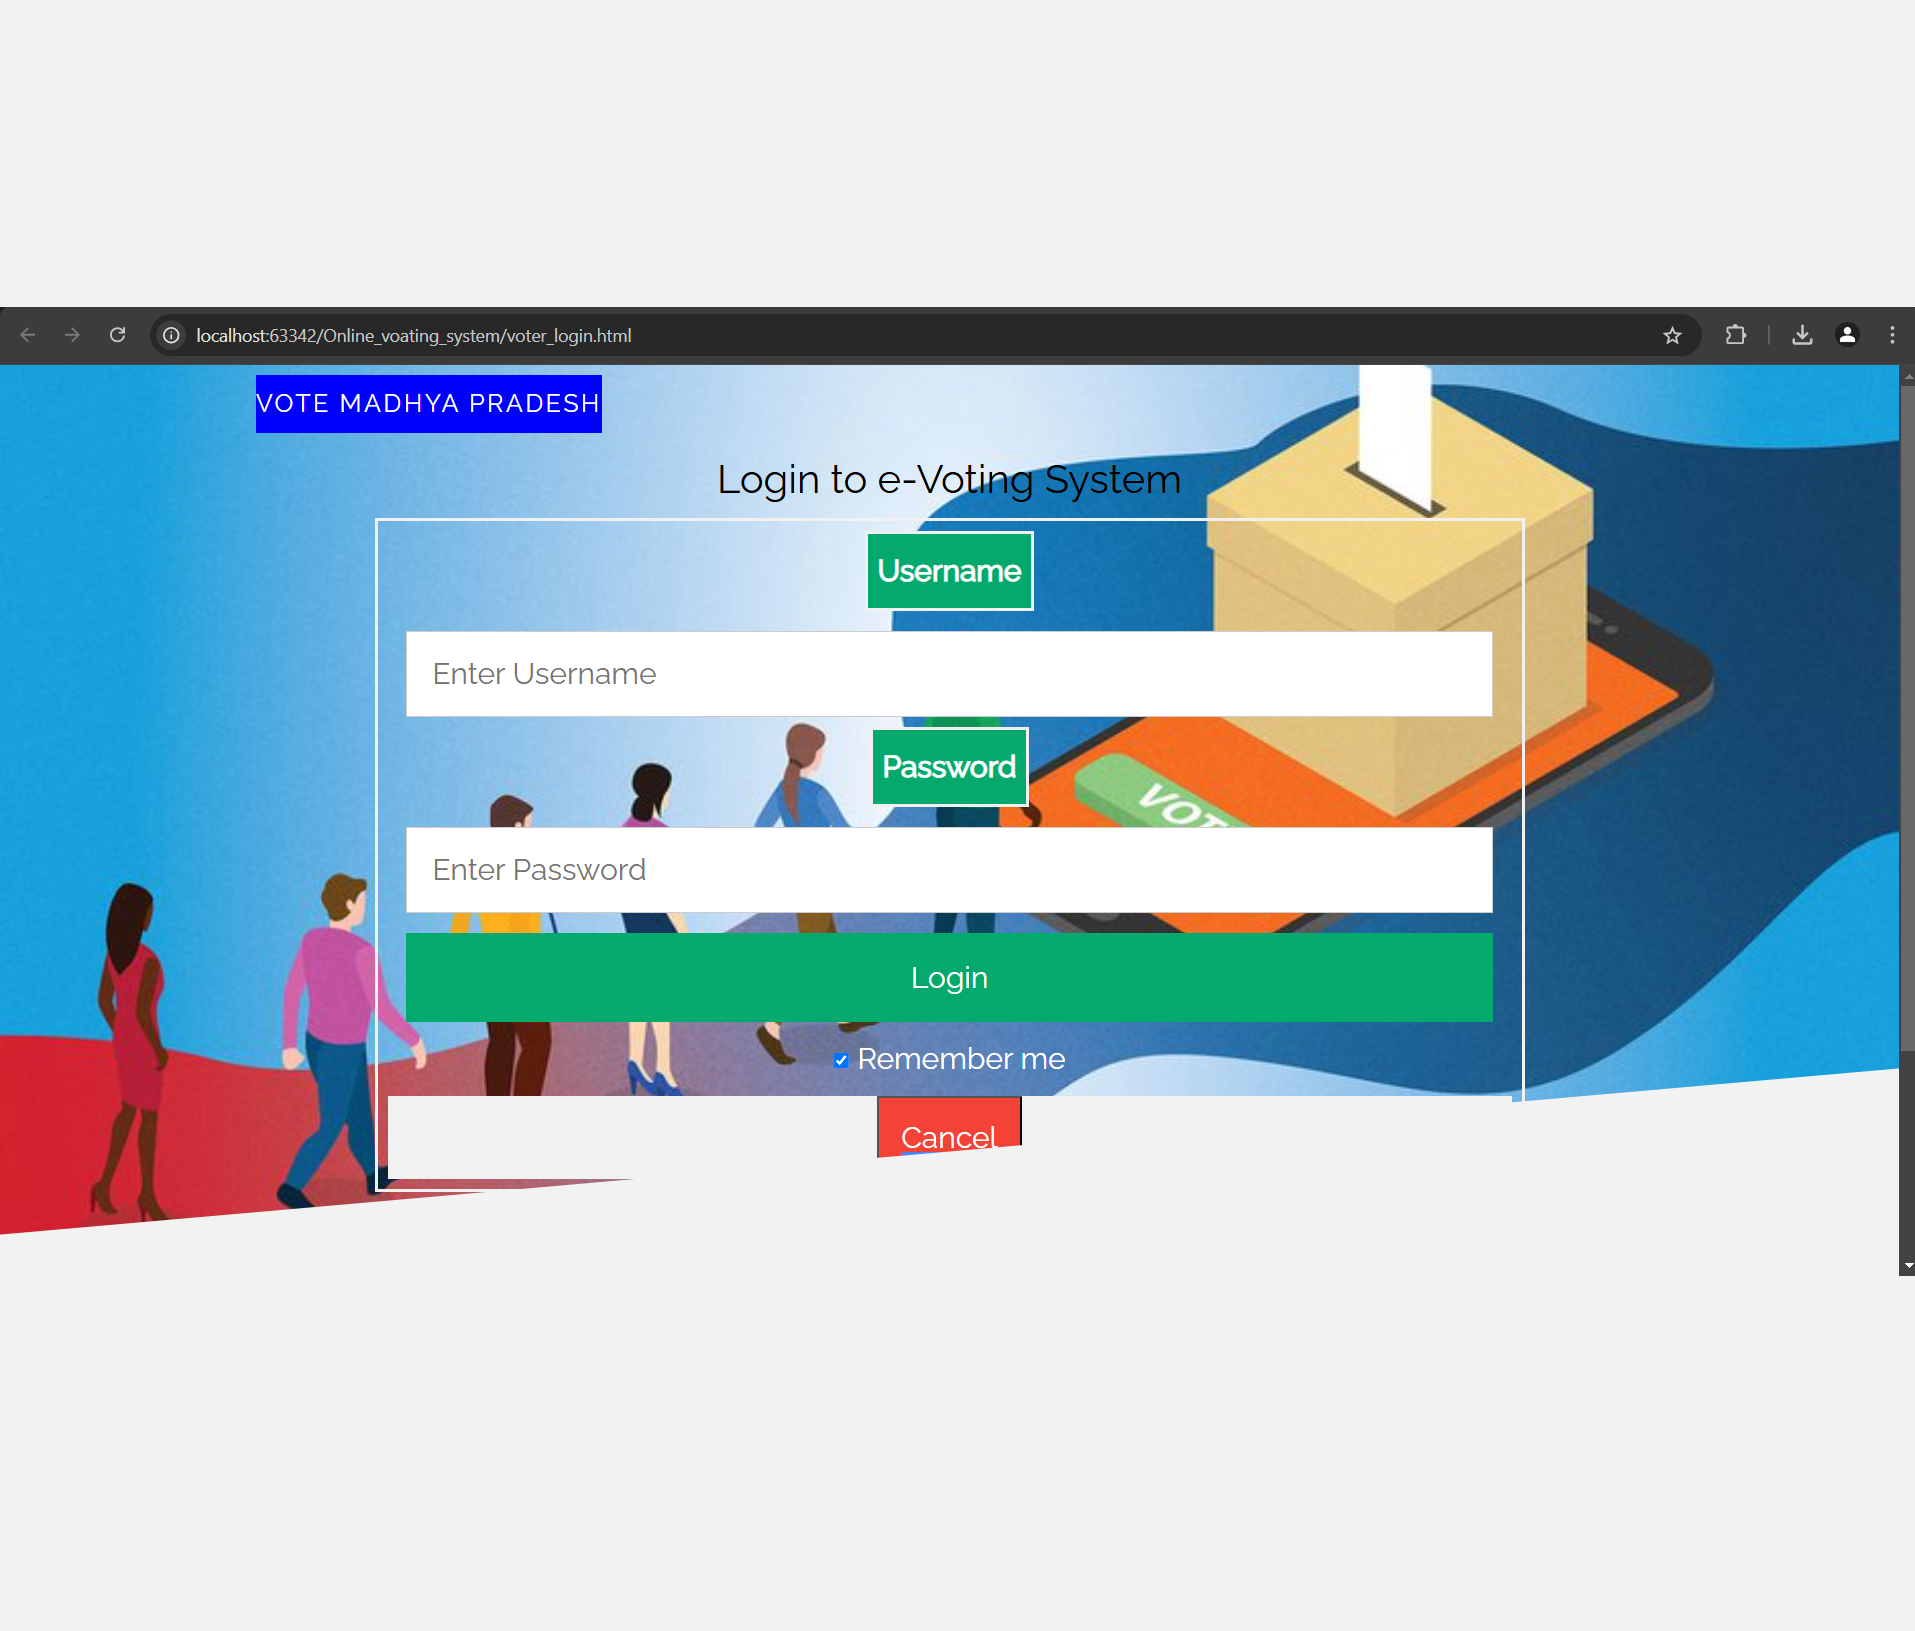 localhost:63342/Online_voating_system/voter_login.html
VOTE MADHYA PRADESH
Login to e-Voting System
Username
Enter Username
Password
VOT
Enter Password
Login
Remember me
Cancel